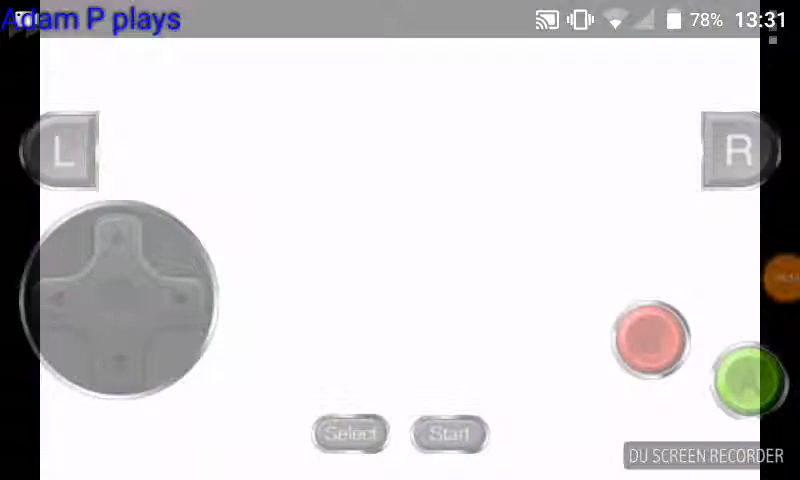 Adam P plays
78% 13:31
L
R
Select
Start
DU SCREEN RECORDER